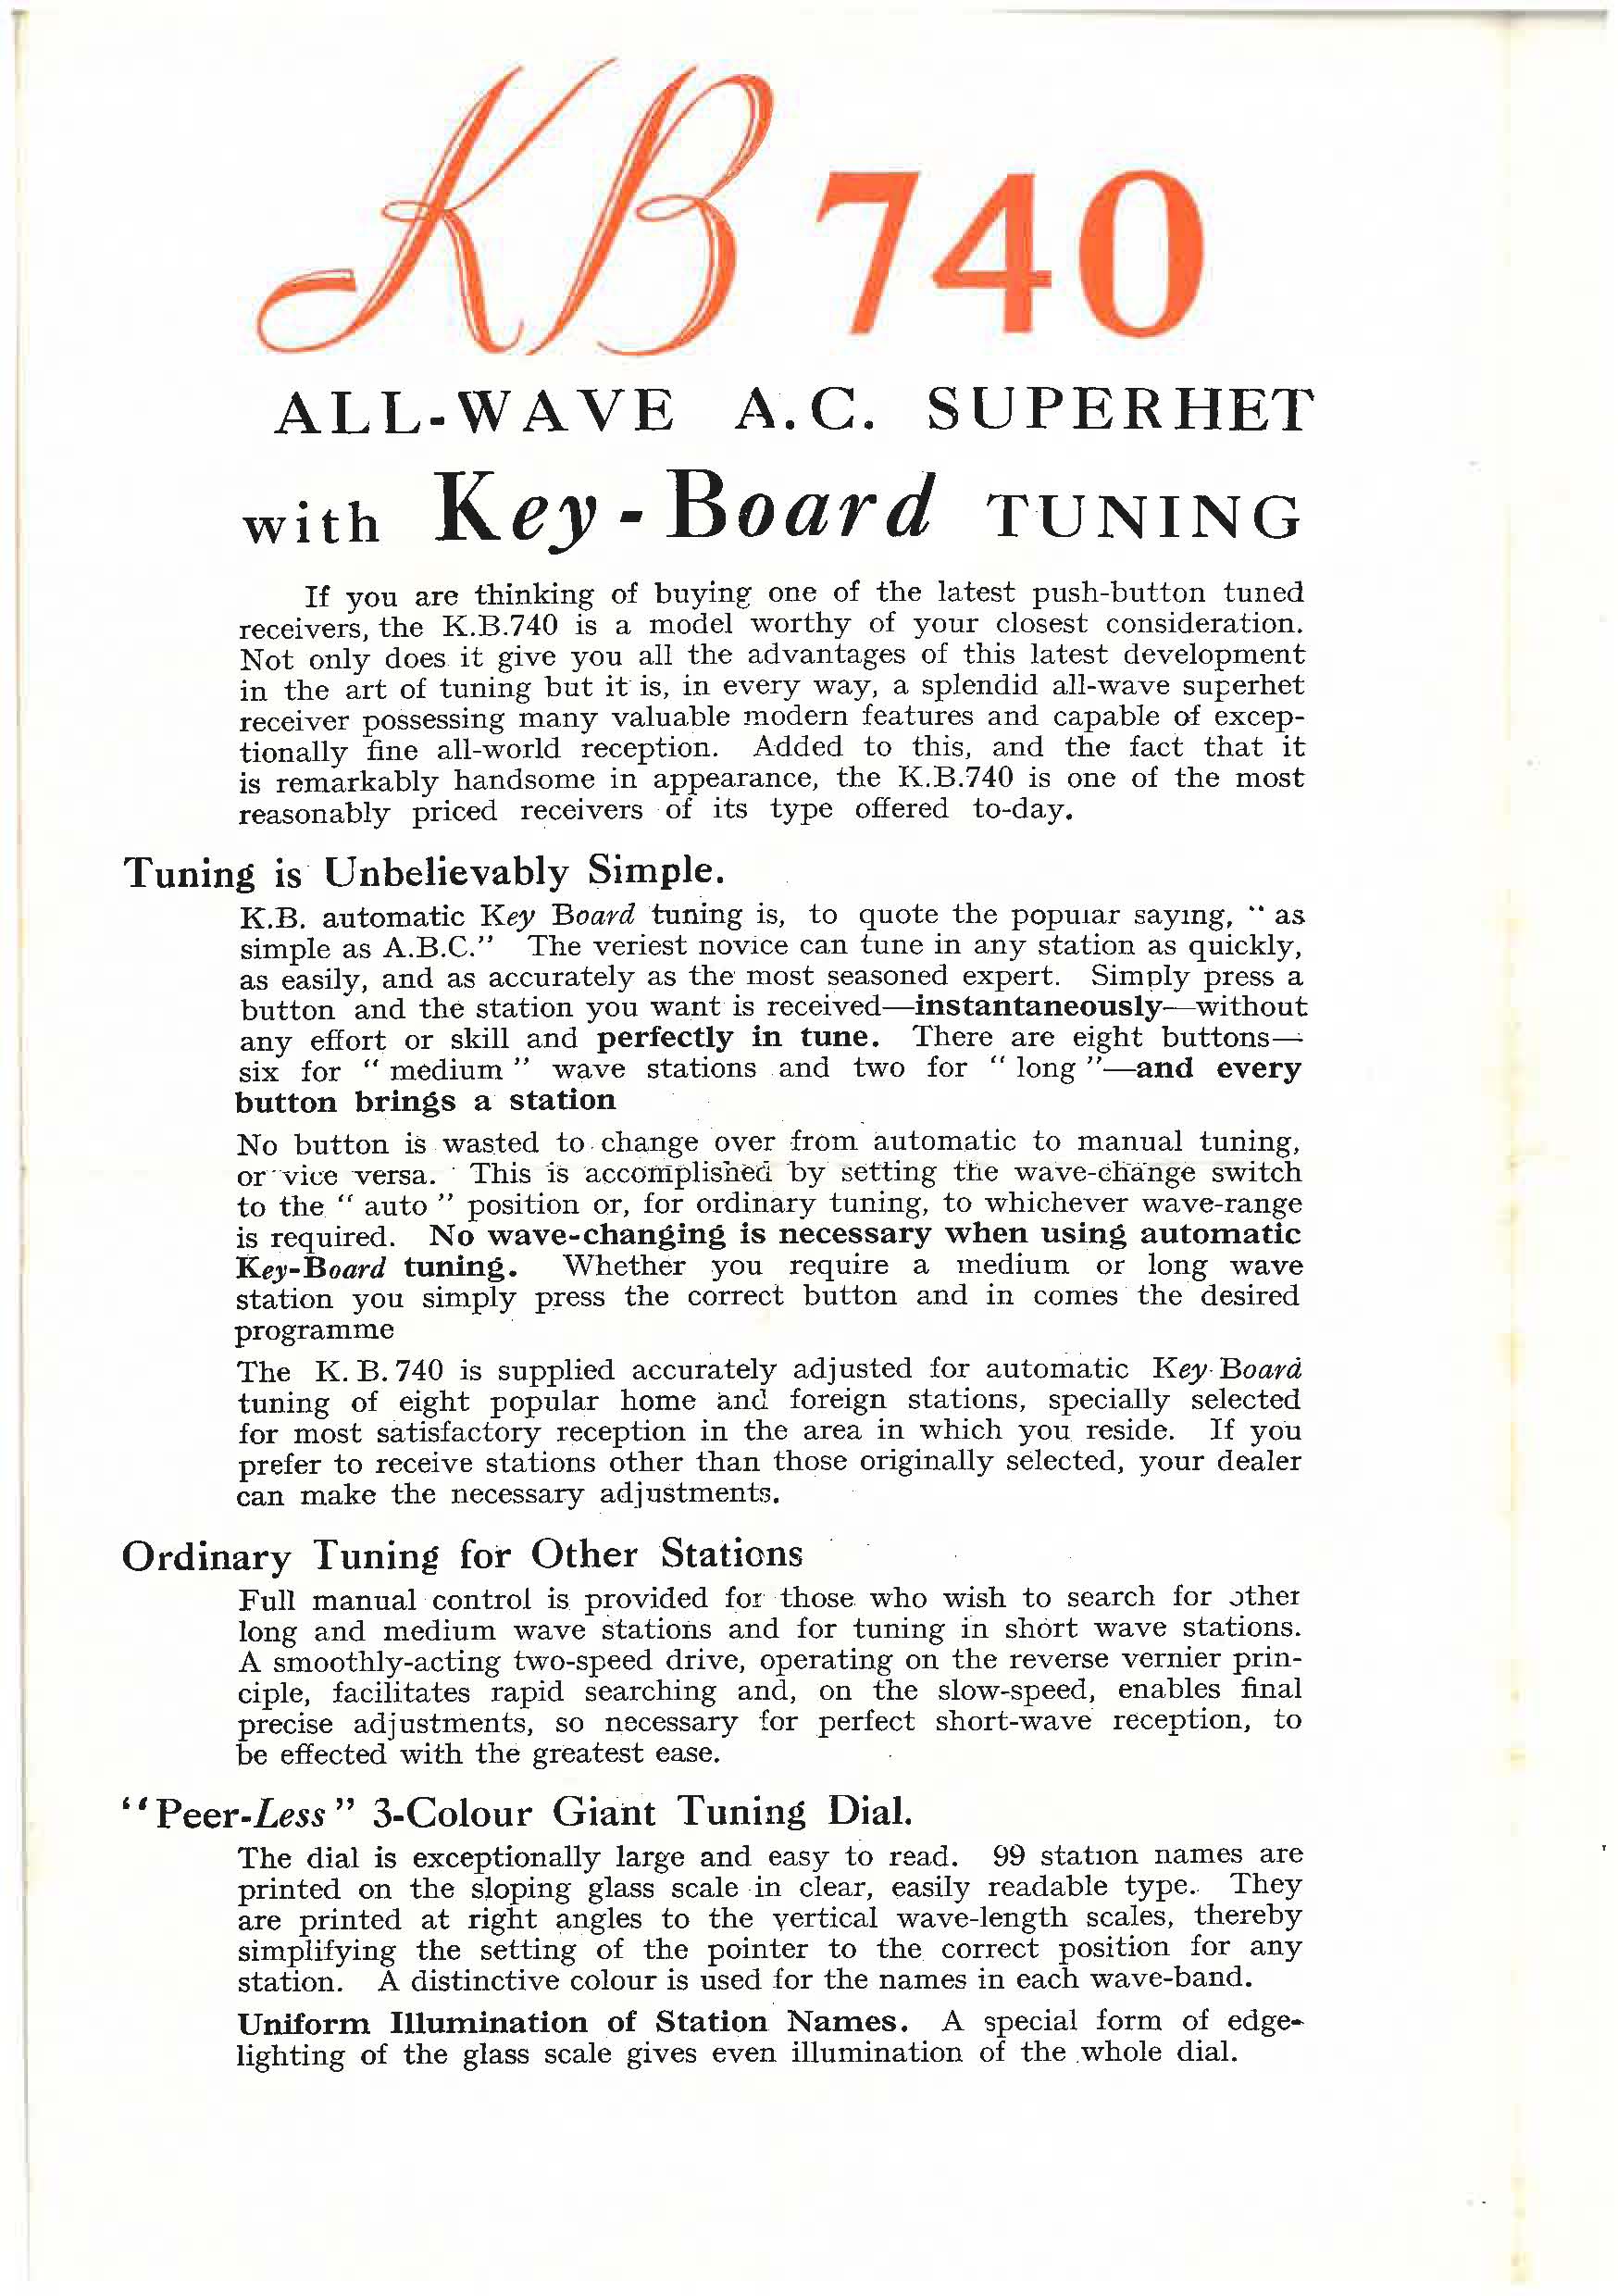 KB 740
ALL-WAVE A.C. SUPERHET
with Key-Board TUNING
If you are thinking of buying one of the latest push-button tuned
receivers, the K.B.740 is a model worthy of your closest consideration.
Not only does it give you all the advantages of this latest development
in the art of tuning but it is, in every way, a splendid all-wave superhet
receiver possessing many valuable modern features and capable of excep-
tionally fine all-world reception. Added to this, and the fact that it
is remarkably handsome in appearance, the K.B.740 is one of the most
reasonably priced receivers of its type offered to-day.
Tuning is Unbelievably Simple.
K.B. automatic Key Board tuning is, to quote the popular saying, “ as
simple as A.B.C.” The veriest novice can tune in any station as quickly,
as easily, and as accurately as the most seasoned expert. Simply press a
button and the station you want is received—instantaneously—without
any effort or skill and perfectly in tune. There are eight buttons—
six for “ medium ” wave stations and two for “ long ”—and every
button brings a station
No button is wasted to change over from automatic to manual tuning,
or vice versa. This is accomplished by setting the wave-change switch
to the “ auto ” position or, for ordinary tuning, to whichever wave-range
is required. No wave-changing is necessary when using automatic
Key-Board tuning. Whether you require a medium or long wave
station you simply press the correct button and in comes the desired
programme
The K. B. 740 is supplied accurately adjusted for automatic Key-Board
tuning of eight popular home and foreign stations, specially selected
for most satisfactory reception in the area in which you reside. If you
prefer to receive stations other than those originally selected, your dealer
can make the necessary adjustments.
Ordinary Tuning for Other Stations
Full manual control is provided for those who wish to search for other
long and medium wave stations and for tuning in short wave stations.
A smoothly-acting two-speed drive, operating on the reverse vernier prin-
ciple, facilitates rapid searching and, on the slow-speed, enables final
precise adjustments, so necessary for perfect short-wave reception, to
be effected with the greatest ease.
“Peer-Less ” 3-Colour Giant Tuning Dial.
The dial is exceptionally large and easy to read. 99 station names are
printed on the sloping glass scale in clear, easily readable type. They
are printed at right angles to the vertical wave-length scales, thereby
simplifying the setting of the pointer to the correct position for any
station. A distinctive colour is used for the names in each wave-band.
Uniform Illumination of Station Names. A special form of edge-
lighting of the glass scale gives even illumination of the whole dial.